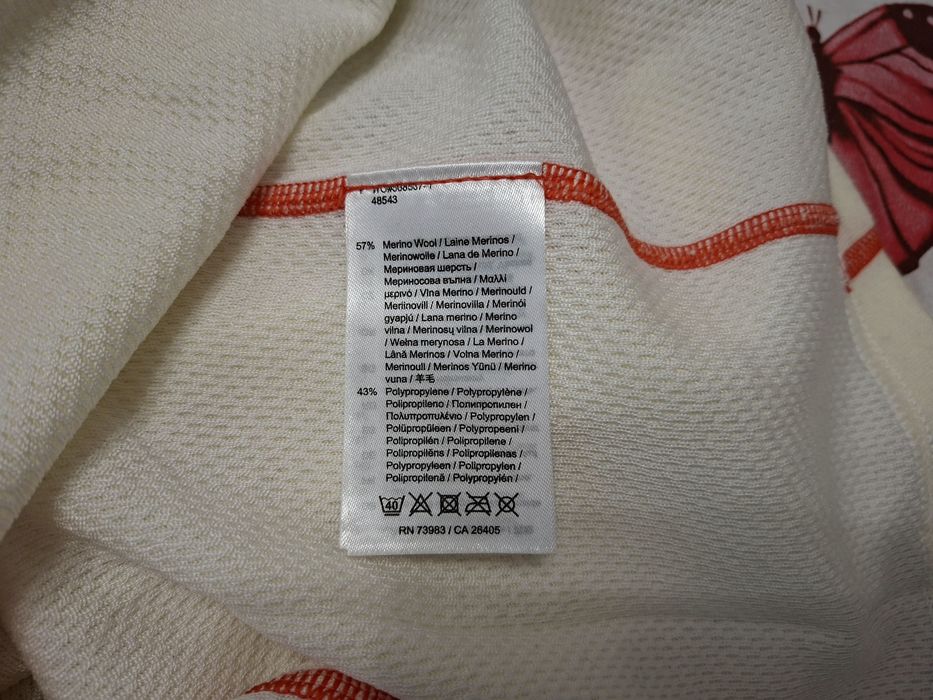 48543
57% Merino Wool / Laine Merinos /
Merinowolle / Lana de Merino /
Мериновая шерсть /
Мериносова вълна / Μαλλί
μερινό / Vlna Merino / Merinould /
Meriinovill / Merinovilla / Merinói
gyapjú / Lana merino / Merino
vilna / Merinosų vilna / Merinowol
/ Wełna merynosa / La Merino /
Lână Merinos / Volna Merino /
Merinoull / Merinos Yünü / Merino
vuna / 羊毛
43% Polypropylene / Polypropylène /
Polipropileno / Полипропилен /
Πολυπροπυλένιο / Polypropylen /
Polüpropüleen / Polypropeeni /
Polipropilén / Polipropilene /
Polipropilēns / Polipropilenas /
Polypropyleen / Polipropylen /
Polipropilenă / Polypropylén /
40
RN 73983 / CA 26405